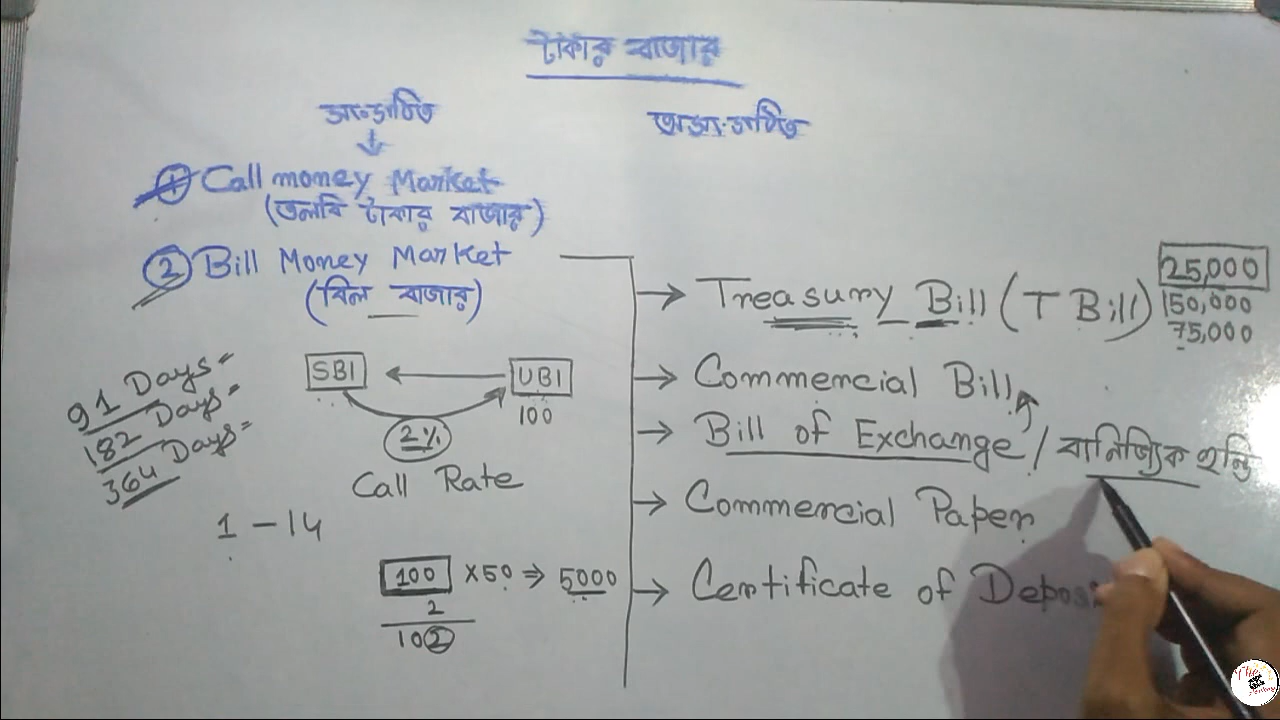 টাকার বাজার
সংগঠিত
অসংগঠিত
↓
① Call money Market
(তলবি টাকার বাজার)
② Bill Money Market
(বিল বাজার)
→ Treasury Bill (T Bill)
25,000
150,000
75,000
→ Commercial Bill
→ Bill of Exchange / বানিজ্যিক হুন্ডি
→ Commercial Paper
→ Certificate of Deposi
SBI ← UBI
100
2%
Call Rate
91 Days =
182 Days =
364 Days =
1 - 14
100 × 50 ⇒ 5000
2
102